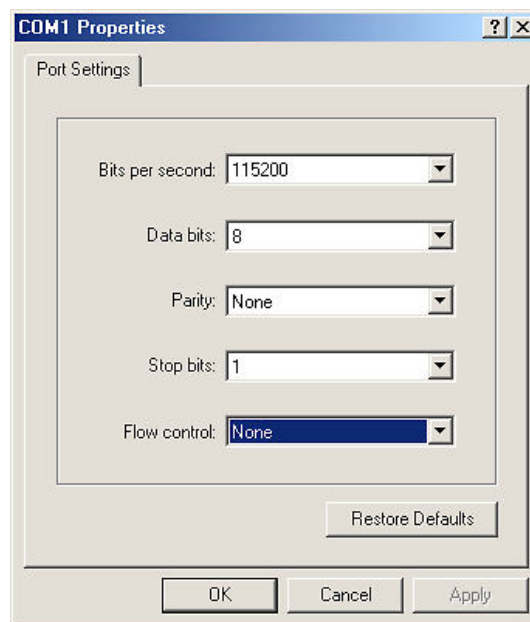 COM1 Properties
? X
Port Settings
Bits per second: 115200
Data bits: 8
Parity: None
Stop bits: 1
Flow control: None
Restore Defaults
OK Cancel Apply